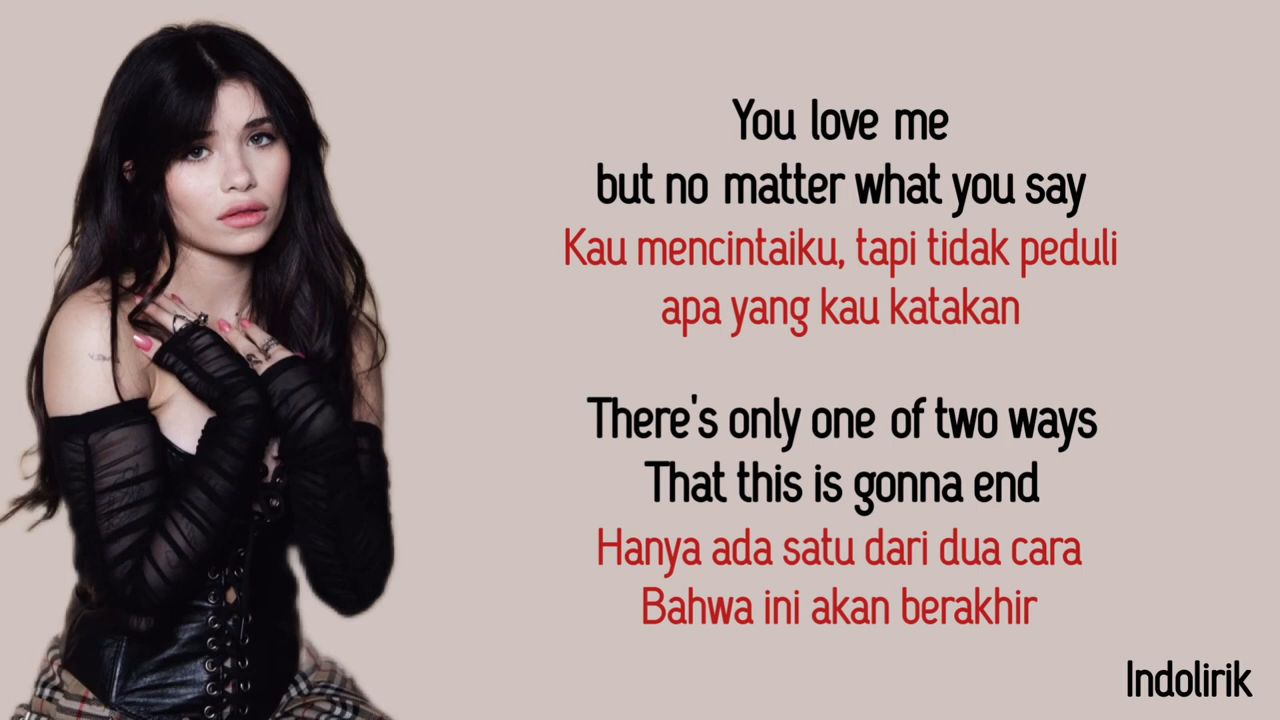 You love me
but no matter what you say
Kau mencintaiku, tapi tidak peduli
apa yang kau katakan
There's only one of two ways
That this is gonna end
Hanya ada satu dari dua cara
Bahwa ini akan berakhir
Indolirik